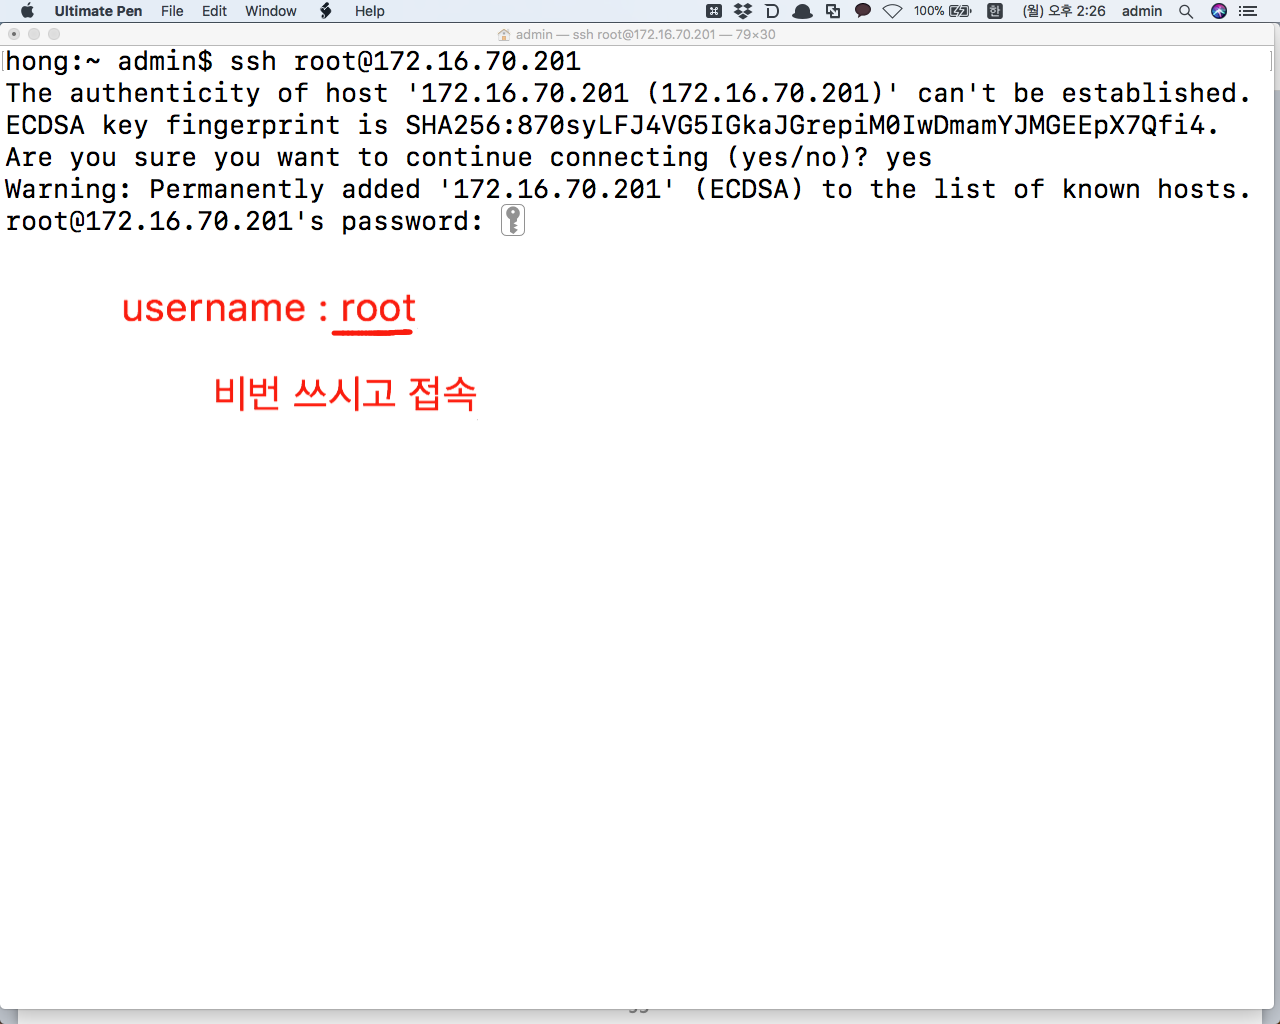 Ultimate Pen File Edit Window Help 100% 한 (월) 오후 2:26 admin
admin — ssh root@172.16.70.201 — 79×30
hong:~ admin$ ssh root@172.16.70.201
The authenticity of host '172.16.70.201 (172.16.70.201)' can't be established.
ECDSA key fingerprint is SHA256:870syLFJ4VG5IGkaJGrepiM0IwDmamYJMGEEpX7Qfi4.
Are you sure you want to continue connecting (yes/no)? yes
Warning: Permanently added '172.16.70.201' (ECDSA) to the list of known hosts.
root@172.16.70.201's password:
username : root
비번 쓰시고 접속